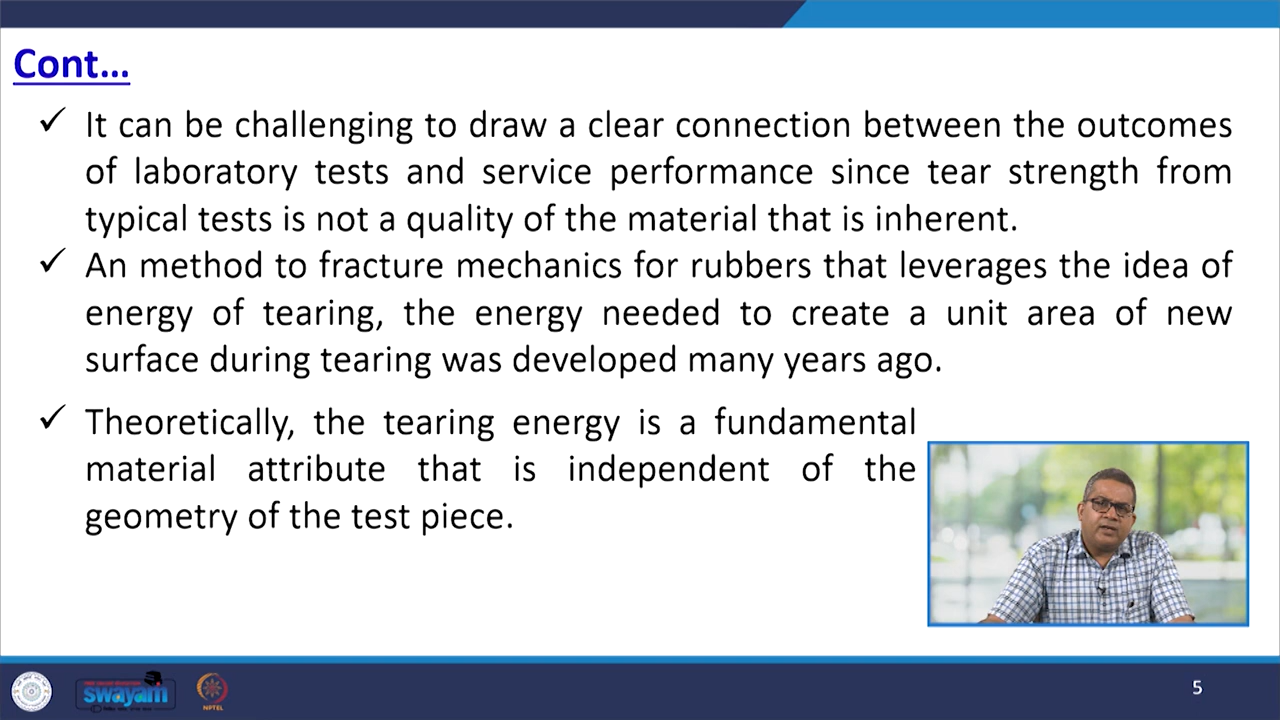 Cont...
✓ It can be challenging to draw a clear connection between the outcomes
of laboratory tests and service performance since tear strength from
typical tests is not a quality of the material that is inherent.
✓ An method to fracture mechanics for rubbers that leverages the idea of
energy of tearing, the energy needed to create a unit area of new
surface during tearing was developed many years ago.
✓ Theoretically, the tearing energy is a fundamental
material attribute that is independent of the
geometry of the test piece.
swayam
NPTEL
5